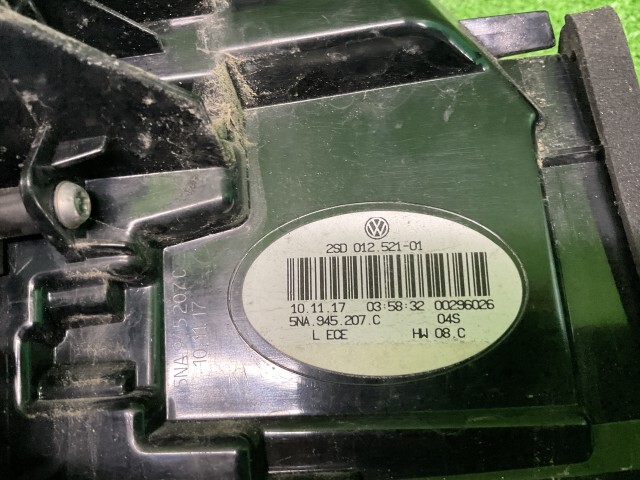 2SD 012.521-01
10.11.17 03:58:32 00296026
5NA.945.207.C 04S
L ECE HW 08.C